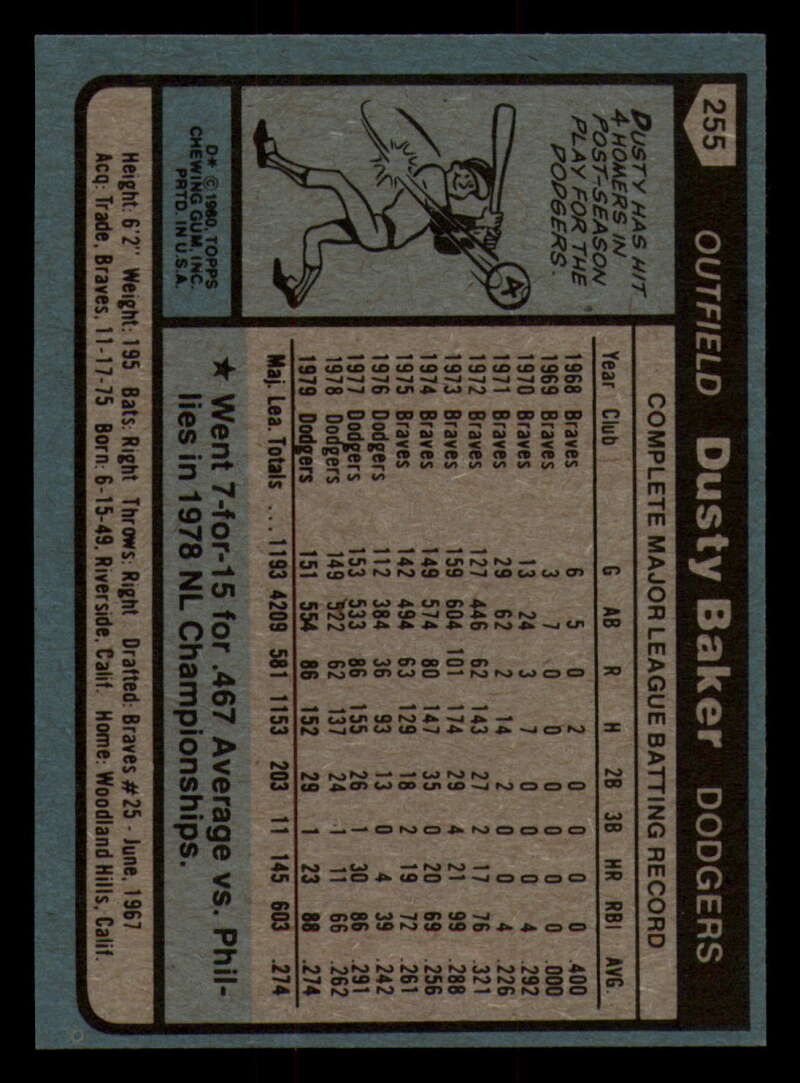 255 OUTFIELD Dusty Baker DODGERS
DUSTY HAS HIT
4 HOMERS IN
POST-SEASON
PLAY FOR THE
DODGERS.
4
D* © 1980, TOPPS
CHEWING GUM, INC.
PRTD. IN U.S.A.
COMPLETE MAJOR LEAGUE BATTING RECORD
Year Club G AB R H 2B 3B HR RBI AVG.
1968 Braves 6 5 0 2 0 0 0 0 .400
1969 Braves 3 7 0 0 0 0 0 0 .000
1970 Braves 13 24 3 7 0 0 0 4 .292
1971 Braves 29 62 2 14 2 0 0 4 .226
1972 Braves 127 446 62 143 27 2 17 76 .321
1973 Braves 159 604 101 174 29 4 21 99 .288
1974 Braves 149 574 80 147 35 0 20 69 .256
1975 Braves 142 494 63 129 18 2 19 72 .261
1976 Dodgers 112 384 36 93 13 0 4 39 .242
1977 Dodgers 153 533 86 155 26 1 30 86 .291
1978 Dodgers 149 522 62 137 24 1 11 66 .262
1979 Dodgers 151 554 86 152 29 1 23 88 .274
Maj. Lea. Totals . . . 1193 4209 581 1153 203 11 145 603 .274
★ Went 7-for-15 for .467 Average vs. Phil-
lies in 1978 NL Championships.
Height: 6'2" Weight: 195 Bats: Right Throws: Right Drafted: Braves #25 - June, 1967
Acq: Trade, Braves, 11-17-75 Born: 6-15-49, Riverside, Calif. Home: Woodland Hills, Calif.